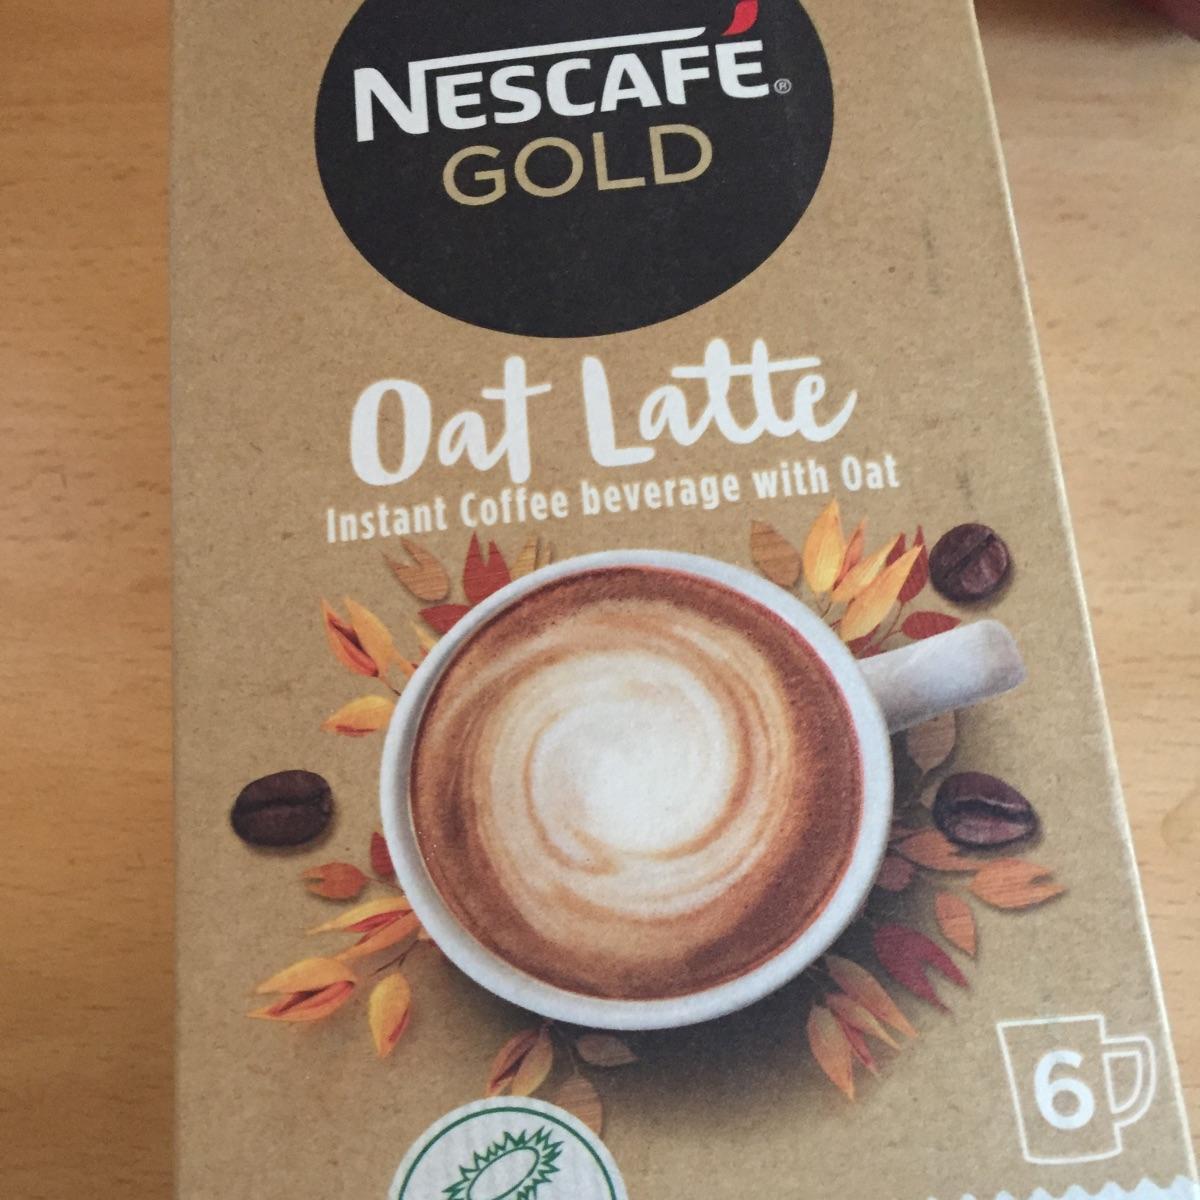 NESCAFÉ®
GOLD
Oat Latte
Instant Coffee beverage with Oat
6